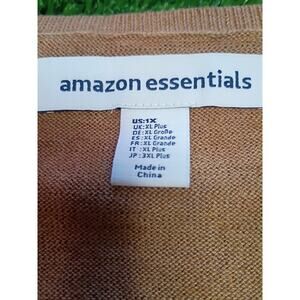 amazon essentials
US:1X
UK:XL Plus
DE:XL Große
ES:XL Grande
FR:XL Grande
IT:XL Plus
JP:3XL Plus
Made in
China